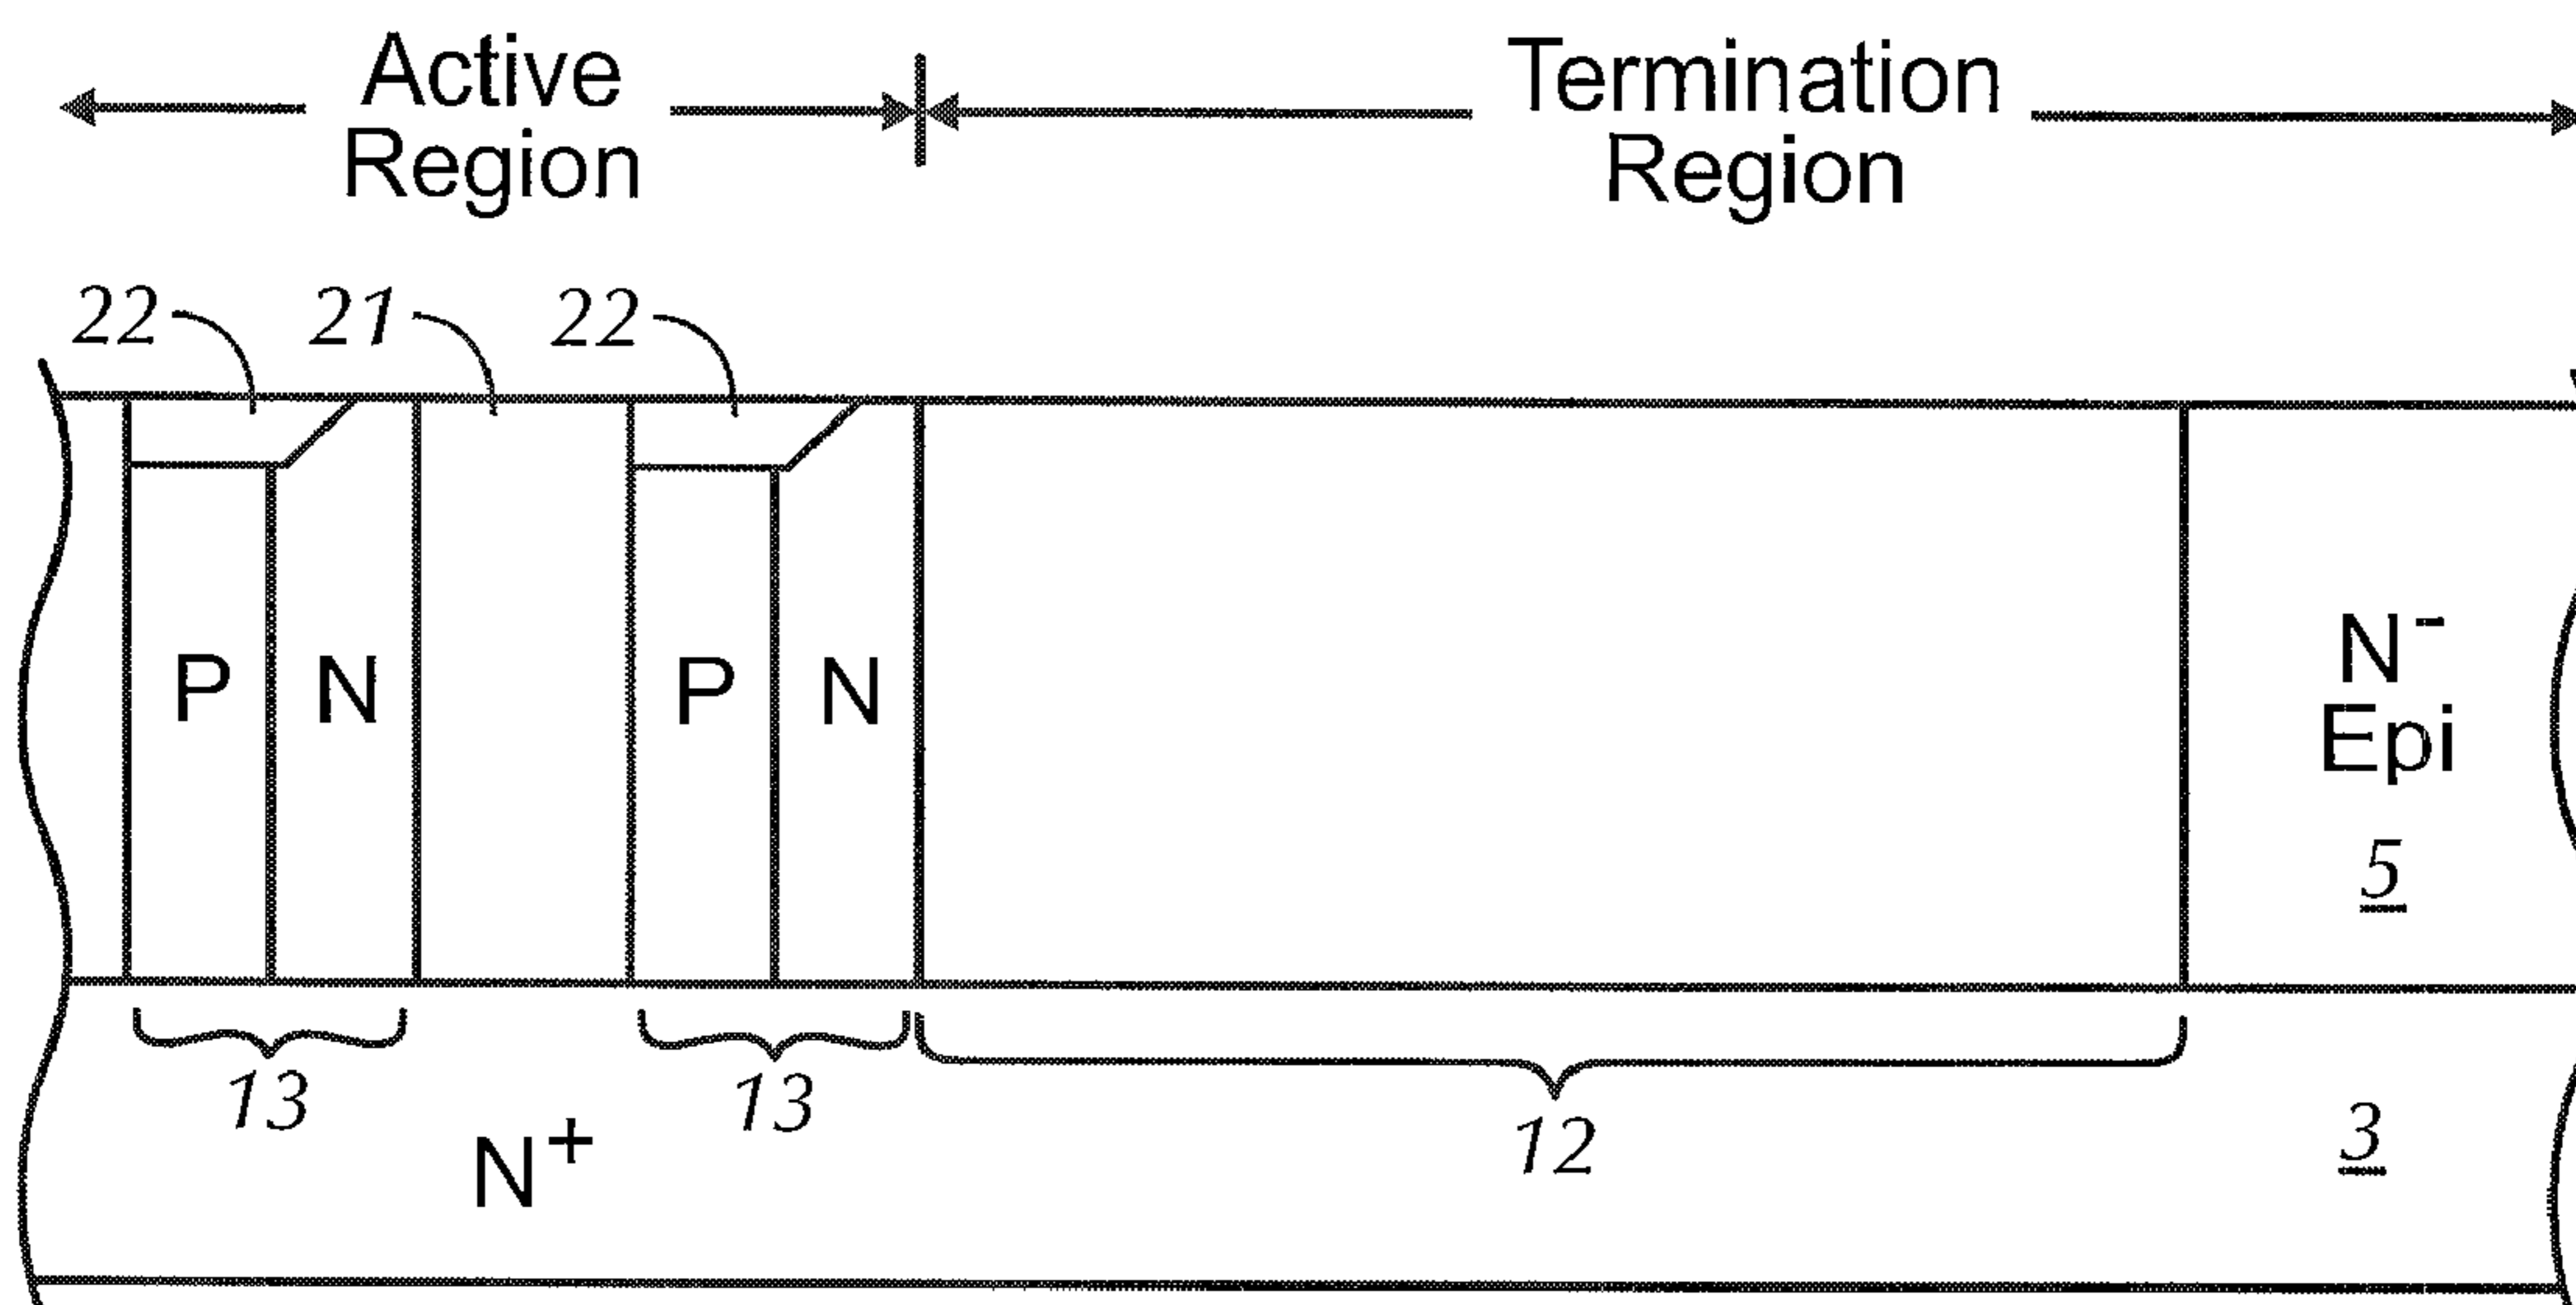 Active
Region
Termination
Region
22 21 22
P N P N
N⁻
Epi
5
13 13 12
N⁺
3